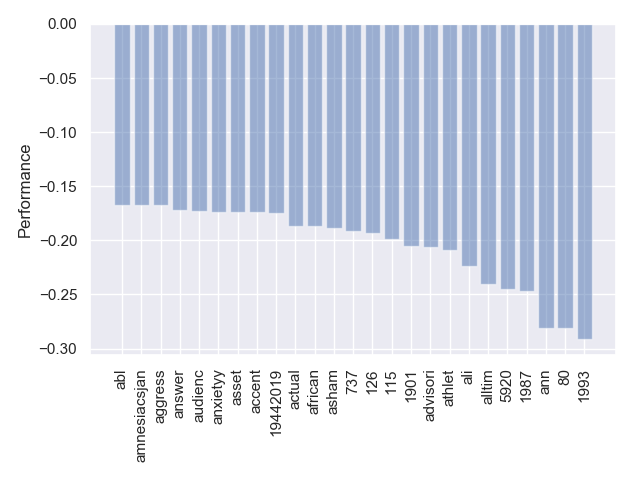 0.00
−0.05
−0.10
−0.15
−0.20
−0.25
−0.30
Performance
abl
amnesiacsjan
aggress
answer
audienc
anxietyy
asset
accent
19442019
actual
african
asham
737
126
115
1901
advisori
athlet
ali
alltim
5920
1987
ann
80
1993